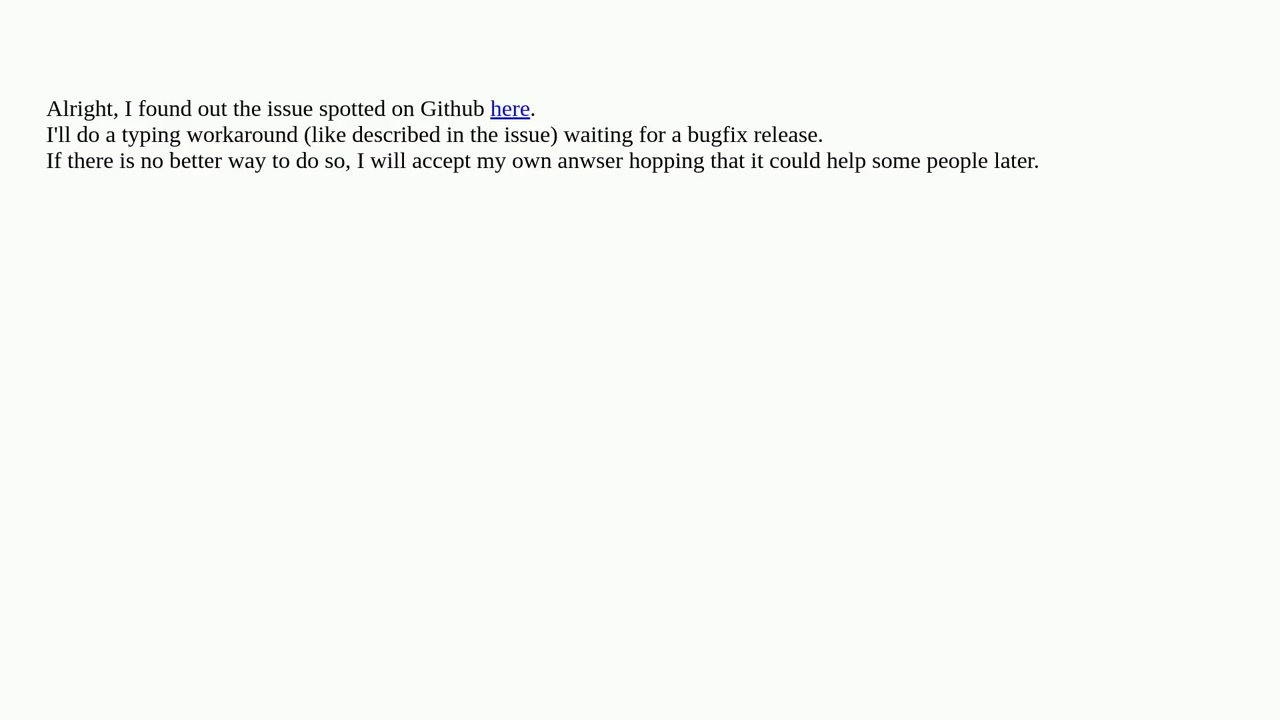 Alright, I found out the issue spotted on Github here.
I'll do a typing workaround (like described in the issue) waiting for a bugfix release.
If there is no better way to do so, I will accept my own anwser hopping that it could help some people later.